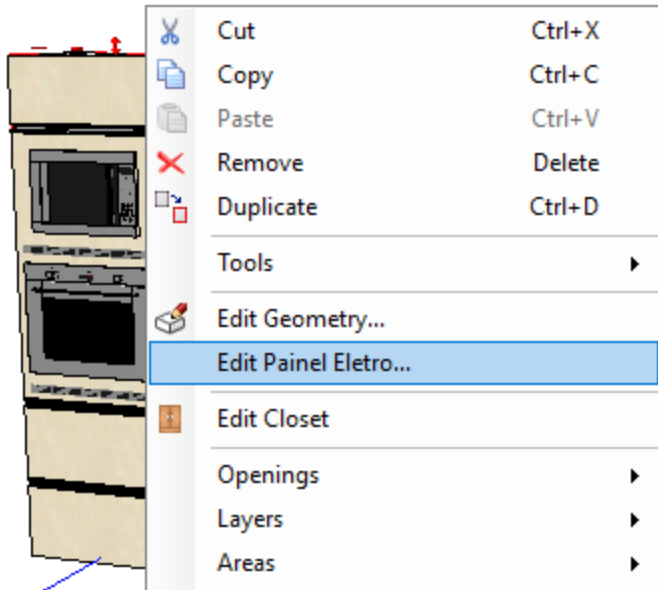 Cut Ctrl+X
Copy Ctrl+C
Paste Ctrl+V
Remove Delete
Duplicate Ctrl+D
Tools
Edit Geometry...
Edit Painel Eletro...
Edit Closet
Openings
Layers
Areas